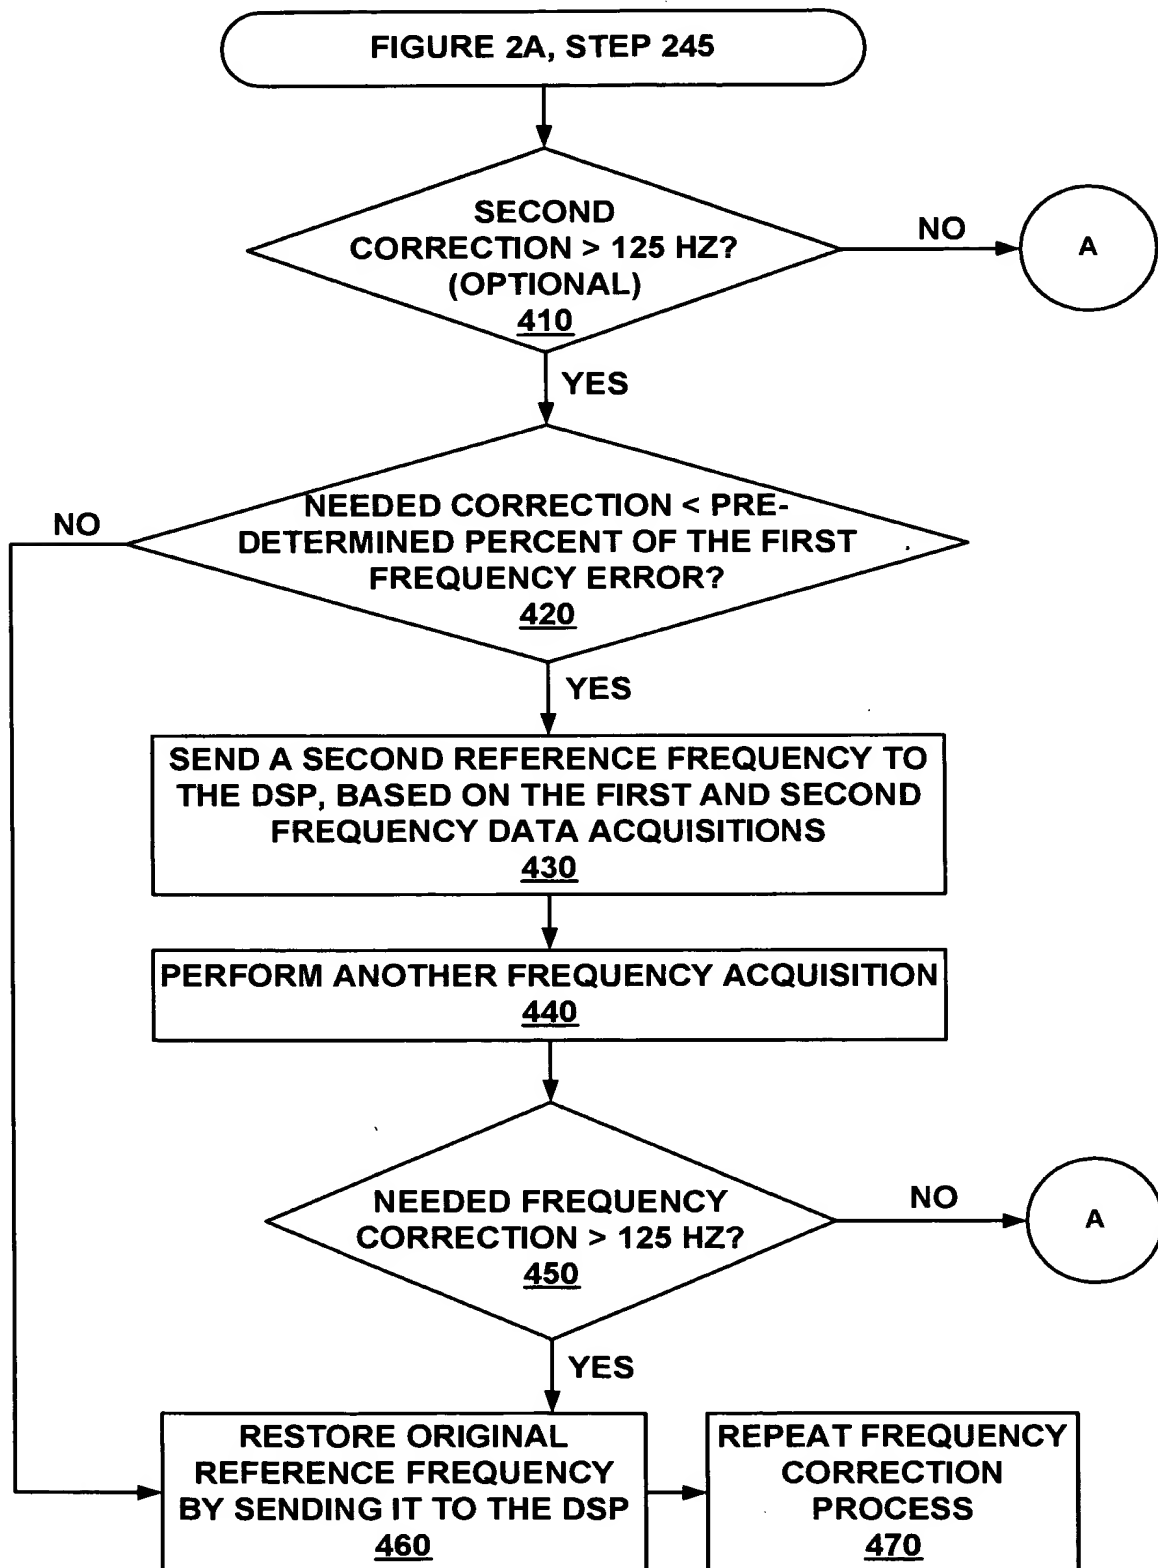 FIGURE 2A, STEP 245
SECOND
CORRECTION > 125 HZ?
(OPTIONAL)
410
NO
A
YES
NEEDED CORRECTION < PRE-
DETERMINED PERCENT OF THE FIRST
FREQUENCY ERROR?
420
NO
YES
SEND A SECOND REFERENCE FREQUENCY TO
THE DSP, BASED ON THE FIRST AND SECOND
FREQUENCY DATA ACQUISITIONS
430
PERFORM ANOTHER FREQUENCY ACQUISITION
440
NEEDED FREQUENCY
CORRECTION > 125 HZ?
450
NO
A
YES
RESTORE ORIGINAL
REFERENCE FREQUENCY
BY SENDING IT TO THE DSP
460
REPEAT FREQUENCY
CORRECTION
PROCESS
470